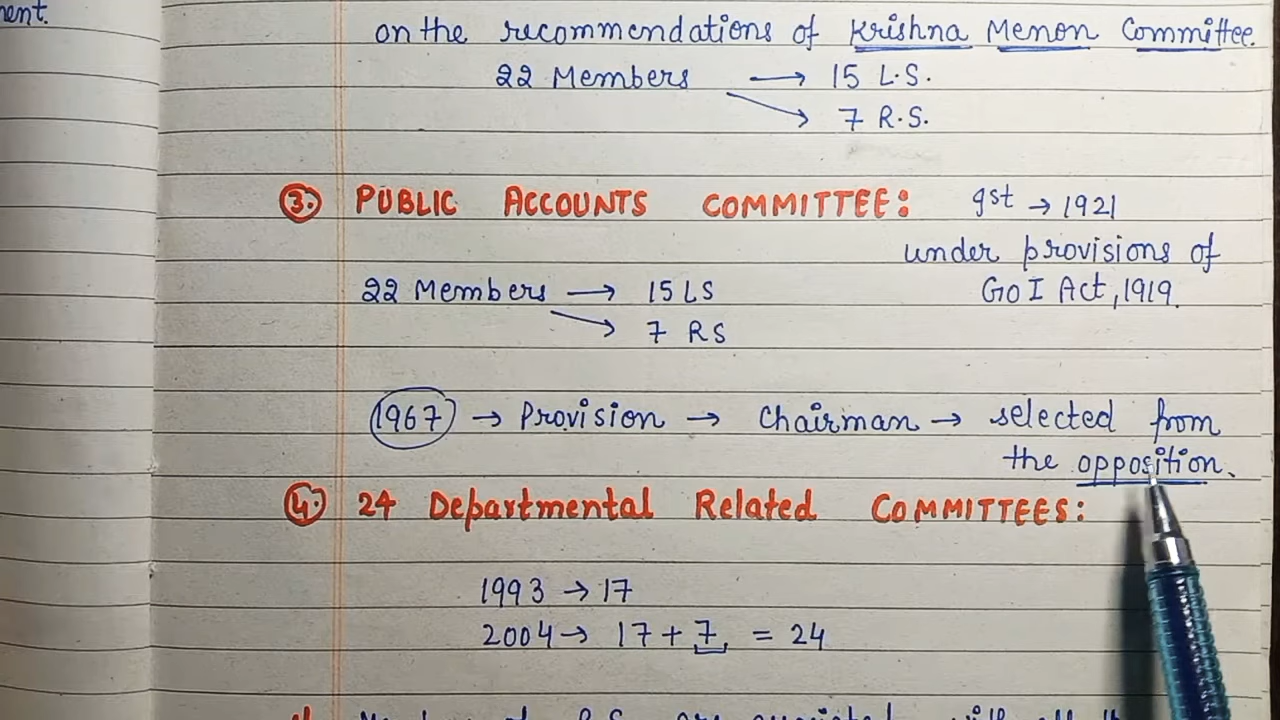 ment.
on the recommendations of Krishna Menon Committee.
22 Members → 15 L.S.
→ 7 R.S.
3. PUBLIC ACCOUNTS COMMITTEE: gst → 1921
under provisions of
GoI Act, 1919.
22 Members → 15 LS
→ 7 RS
1967 → Provision → Chairman → selected from
the opposition.
4. 24 Departmental Related COMMITTEES:
1993 → 17
2004 → 17 + 7. = 24